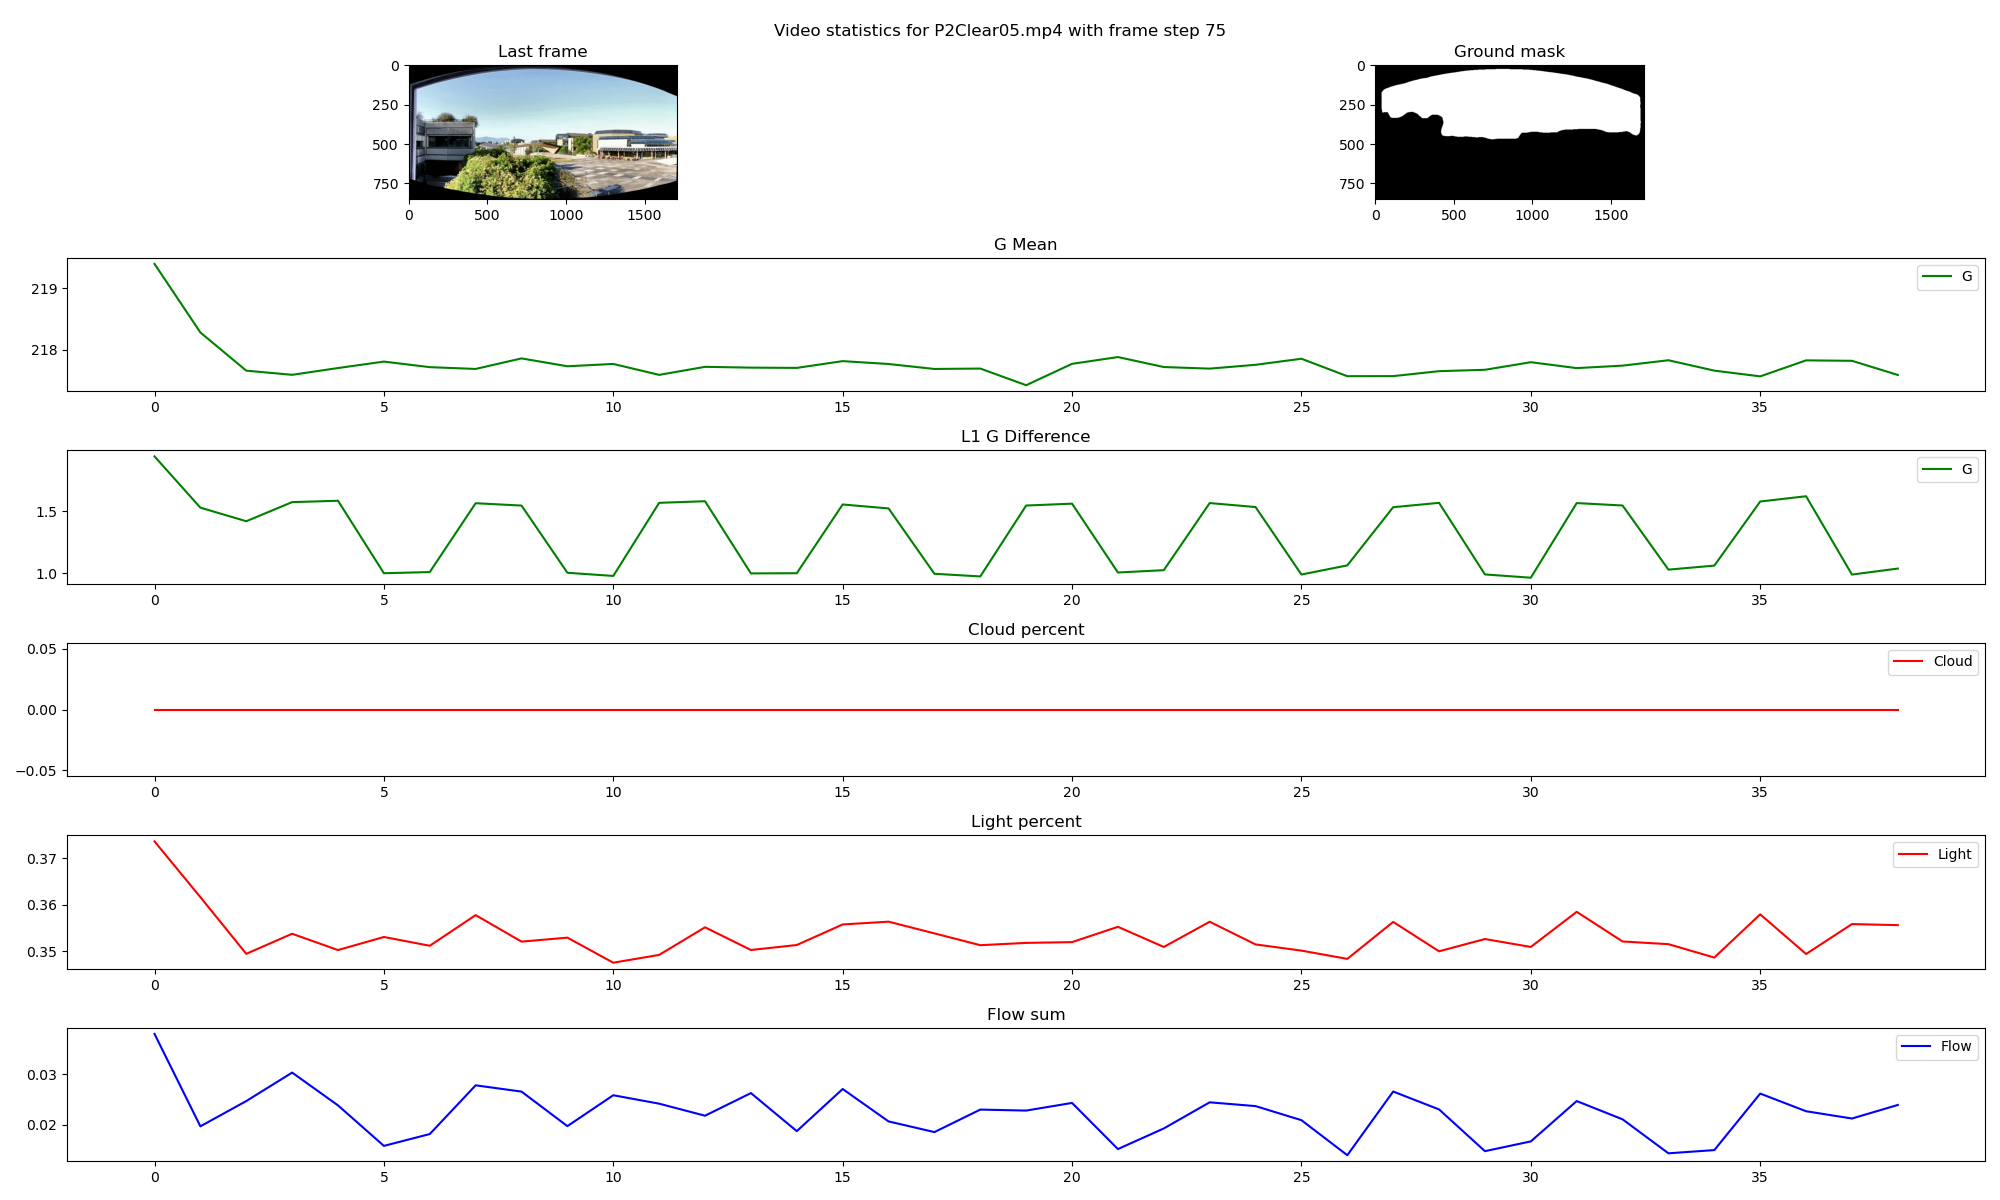 Video statistics for P2Clear05.mp4 with frame step 75
Last frame
Ground mask
0
250
500
750
0 500 1000 1500
0
250
500
750
0 500 1000 1500
G Mean
219
218
G
0 5 10 15 20 25 30 35
L1 G Difference
1.5
1.0
G
0 5 10 15 20 25 30 35
Cloud percent
0.05
0.00
−0.05
Cloud
0 5 10 15 20 25 30 35
Light percent
0.37
0.36
0.35
Light
0 5 10 15 20 25 30 35
Flow sum
0.03
0.02
Flow
0 5 10 15 20 25 30 35